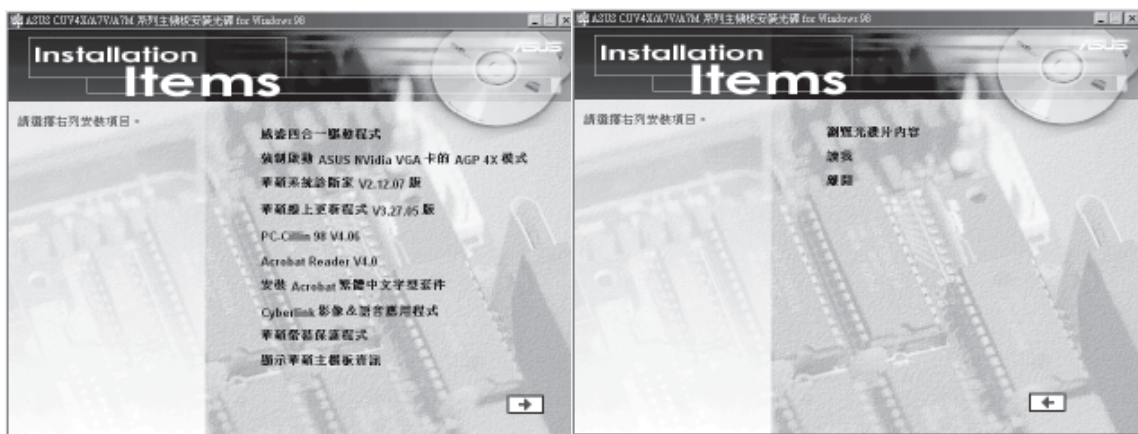 ASUS CUV4X/A7V/A7M 系列主機板安裝光碟 for Windows 98
Installation
Items
ASUS
請選擇右列安裝項目。
威盛四合一驅動程式
強制啟動 ASUS NVidia VGA 卡的 AGP 4X 模式
華碩系統診斷家 V2.12.07 版
華碩線上更新程式 V3.27.05 版
PC-Cillin 98 V4.06
Acrobat Reader V4.0
安裝 Acrobat 繁體中文字型套件
Cyberlink 影像 & 語音應用程式
華碩螢幕保護程式
顯示華碩主機板資訊
ASUS CUV4X/A7V/A7M 系列主機板安裝光碟 for Windows 98
Installation
Items
ASUS
請選擇右列安裝項目。
瀏覽光碟片內容
讀我
離開